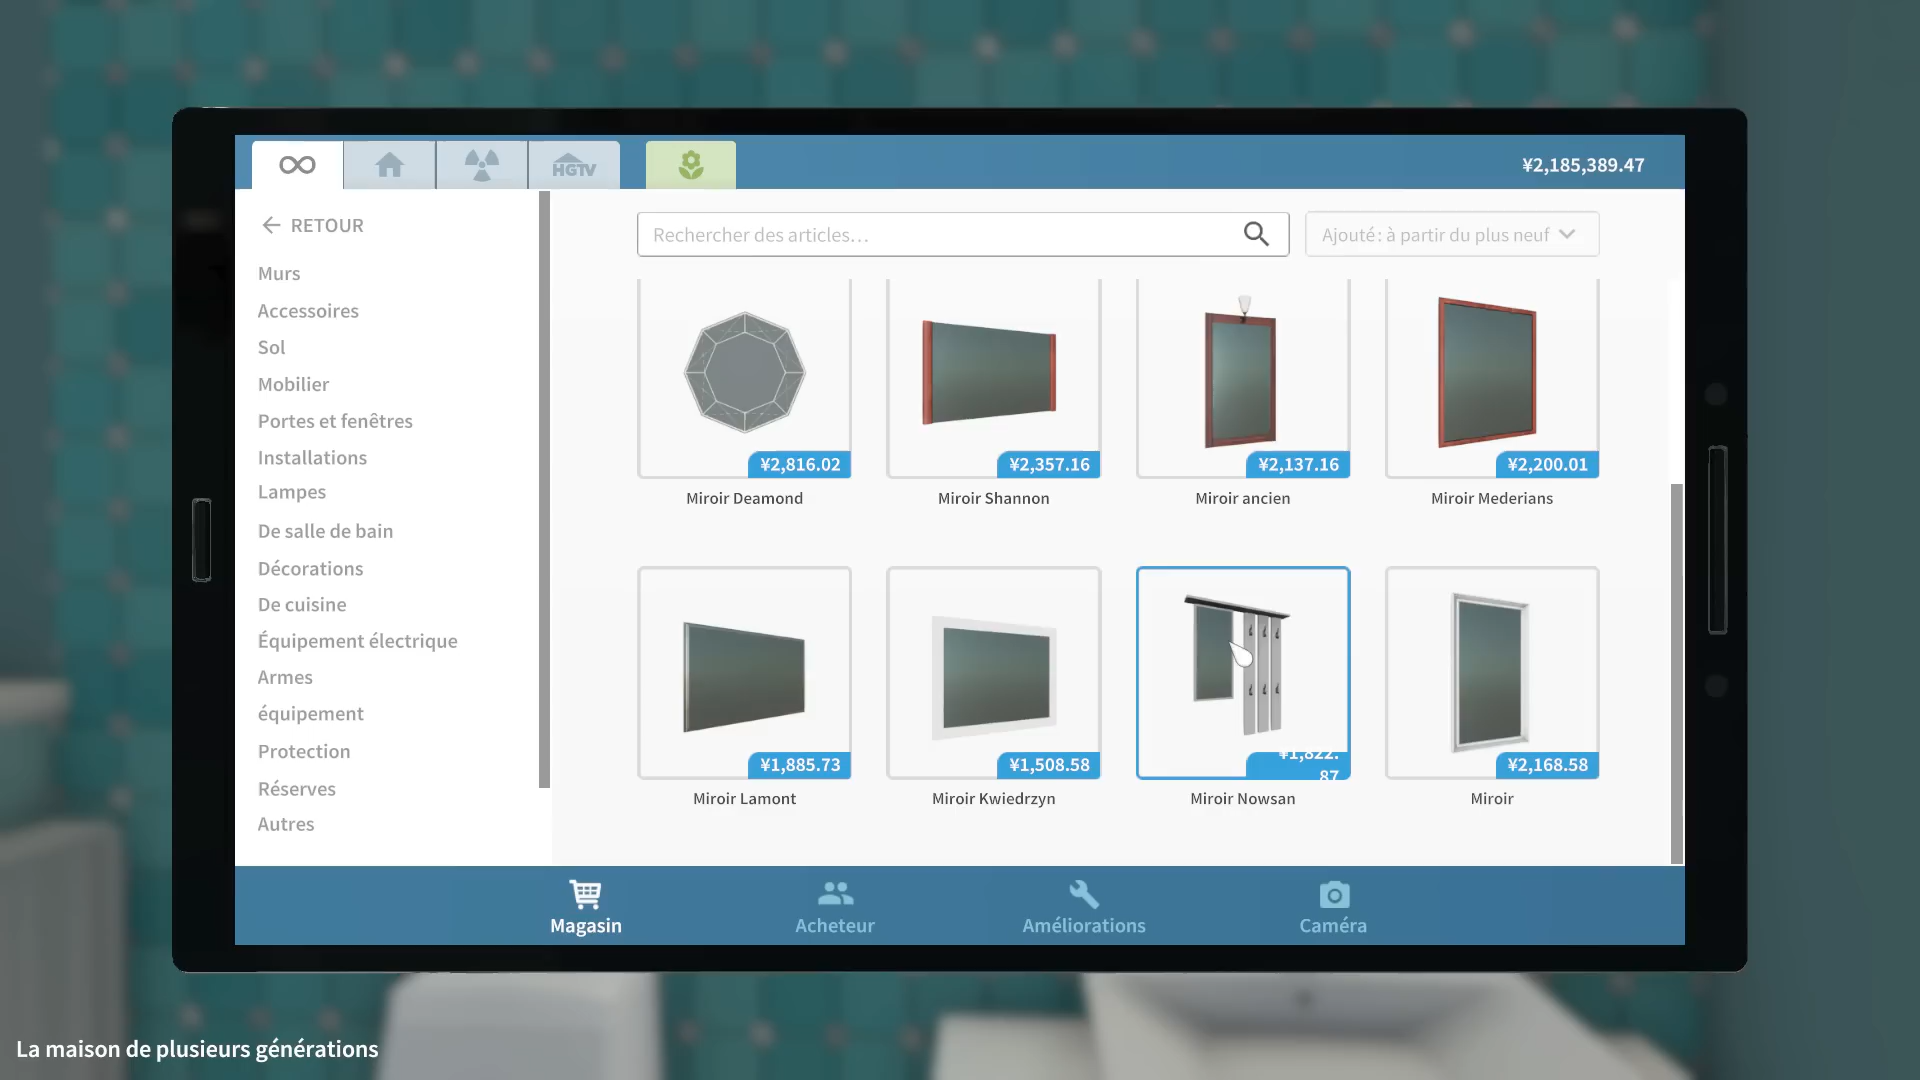 HGTV
¥2,185,389.47
RETOUR
Rechercher des articles...
Ajouté : à partir du plus neuf
Murs
Accessoires
Sol
Mobilier
Portes et fenêtres
Installations
Lampes
De salle de bain
Décorations
De cuisine
Équipement électrique
Armes
équipement
Protection
Réserves
Autres
¥2,816.02
¥2,357.16
¥2,137.16
¥2,200.01
Miroir Deamond
Miroir Shannon
Miroir ancien
Miroir Mederians
¥1,885.73
¥1,508.58
¥1,822.
87
¥2,168.58
Miroir Lamont
Miroir Kwiedrzyn
Miroir Nowsan
Miroir
Magasin
Acheteur
Améliorations
Caméra
La maison de plusieurs générations